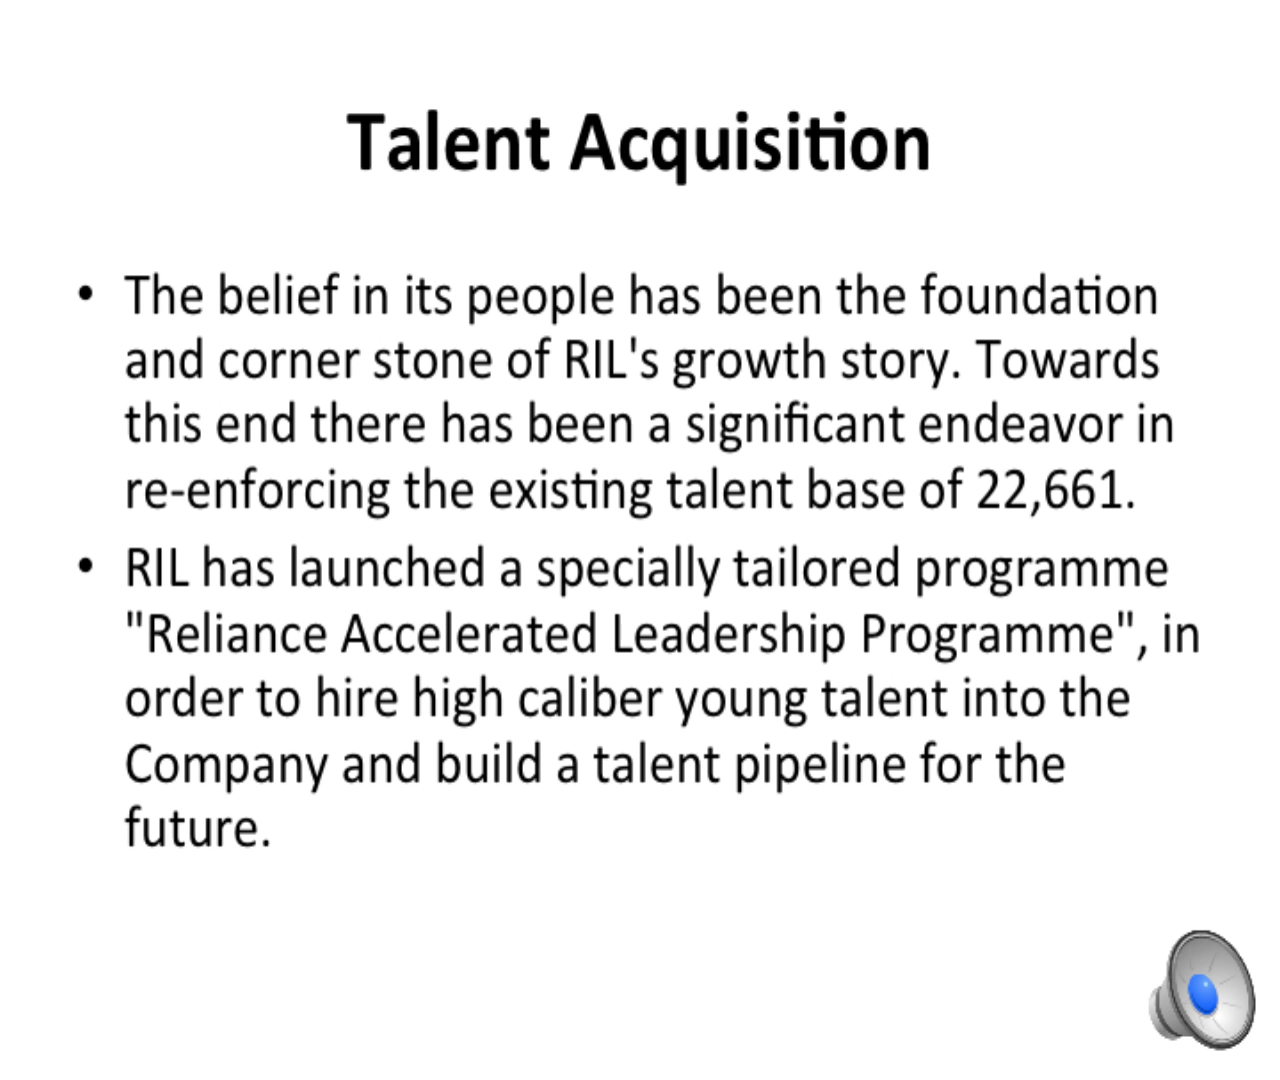 Talent Acquisition
• The belief in its people has been the foundation
and corner stone of RIL's growth story. Towards
this end there has been a significant endeavor in
re-enforcing the existing talent base of 22,661.
• RIL has launched a specially tailored programme
"Reliance Accelerated Leadership Programme", in
order to hire high caliber young talent into the
Company and build a talent pipeline for the
future.